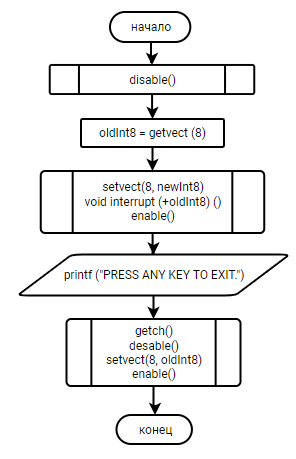 начало
disable()
oldInt8 = getvect (8)
setvect(8, newInt8)
void interrupt (+oldInt8) ()
enable()
printf ("PRESS ANY KEY TO EXIT.")
getch()
desable()
setvect(8, oldInt8)
enable()
конец